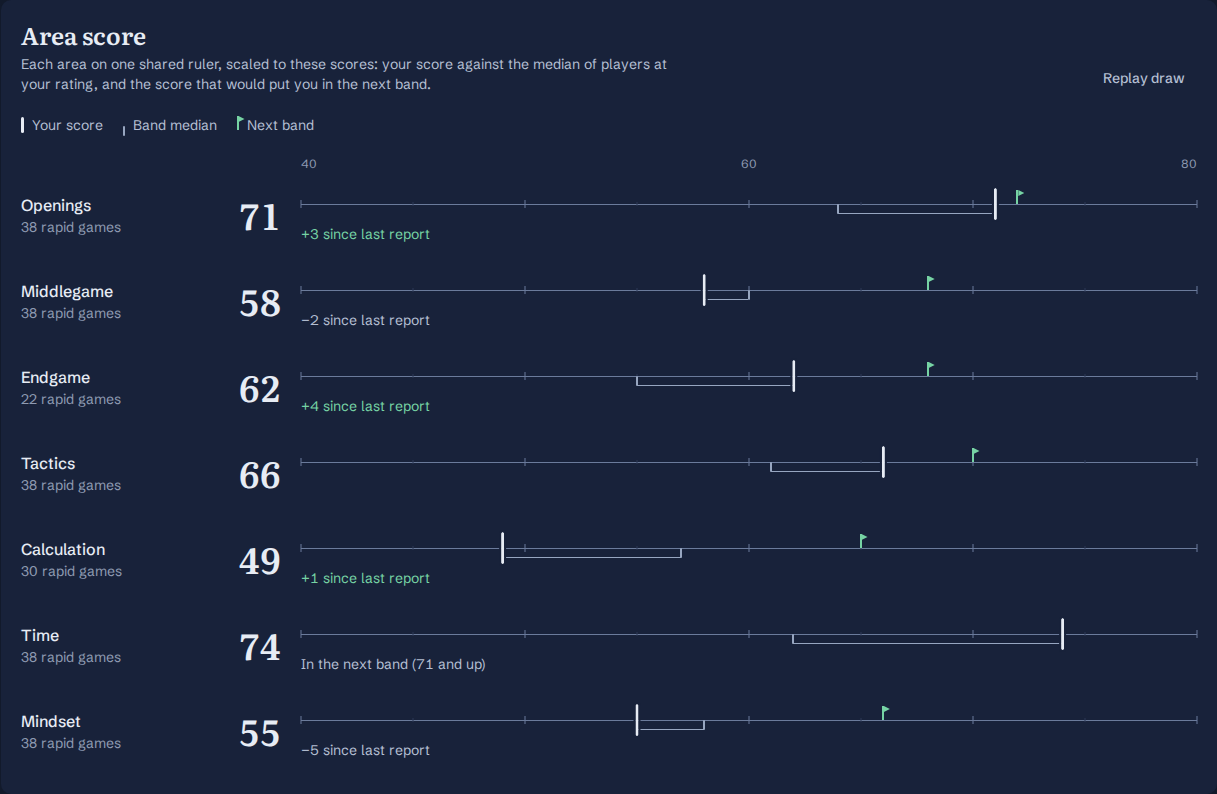 Area score
Each area on one shared ruler, scaled to these scores: your score against the median of players at
your rating, and the score that would put you in the next band.
Replay draw
Your score Band median Next band
40 60 80
Openings
38 rapid games
71
+3 since last report
Middlegame
38 rapid games
58
−2 since last report
Endgame
22 rapid games
62
+4 since last report
Tactics
38 rapid games
66
Calculation
30 rapid games
49
+1 since last report
Time
38 rapid games
74
In the next band (71 and up)
Mindset
38 rapid games
55
−5 since last report